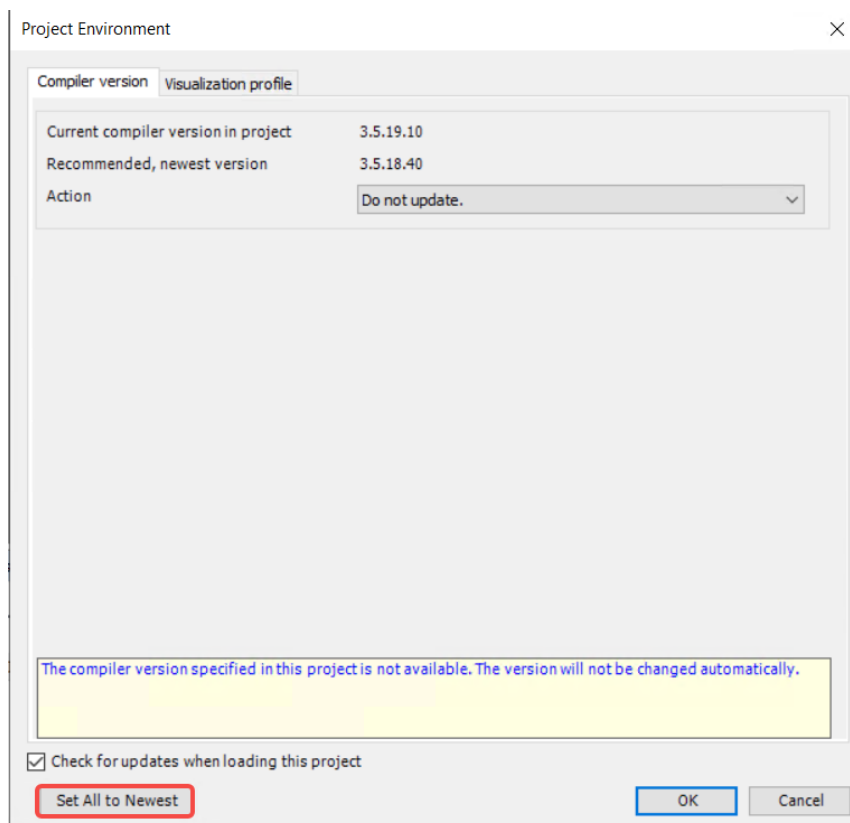 Project Environment
Compiler version Visualization profile
Current compiler version in project 3.5.19.10
Recommended, newest version 3.5.18.40
Action Do not update.
The compiler version specified in this project is not available. The version will not be changed automatically.
Check for updates when loading this project
Set All to Newest OK Cancel